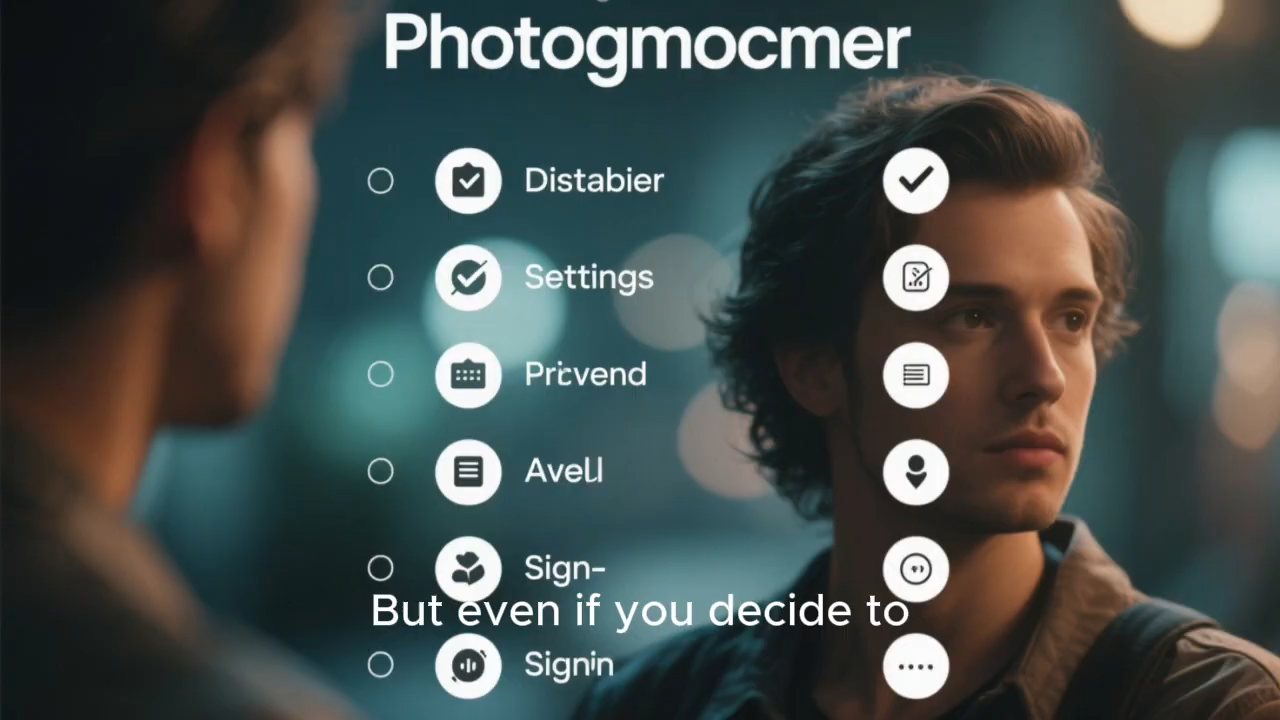 Photogmocmer
Distabier
Settings
Pricvend
Avell
Sign-
But even if you decide to
Signin